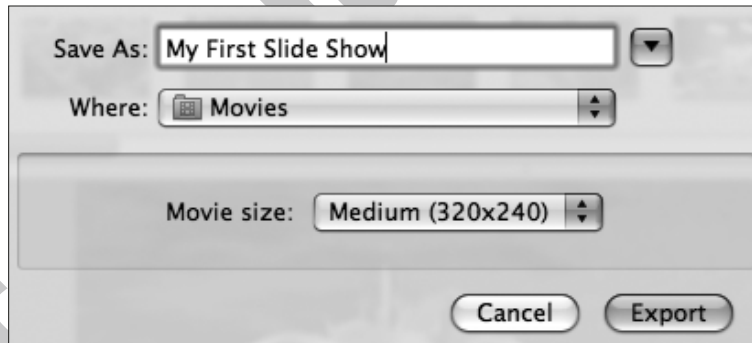 Save As: My First Slide Show
Where: Movies
Movie size: Medium (320x240)
Cancel Export